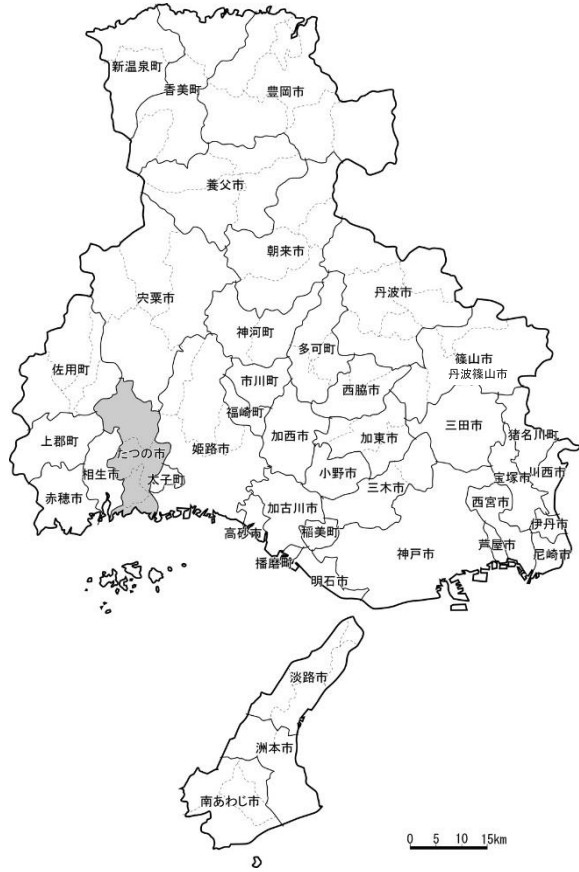 新温泉町
香美町
豊岡市
養父市
朝来市
宍粟市
丹波市
神河町
多可町
佐用町
篠山市
丹波篠山市
市川町
西脇市
福崎町
三田市
猪名川町
上郡町
たつの市
姫路市
加西市
加東市
相生市
太子町
小野市
三木市
宝塚市
川西市
赤穂市
加古川市
西宮市
高砂市
稲美町
伊丹市
神戸市
芦屋市
尼崎市
播磨町
明石市
淡路市
洲本市
南あわじ市
0 5 10 15km